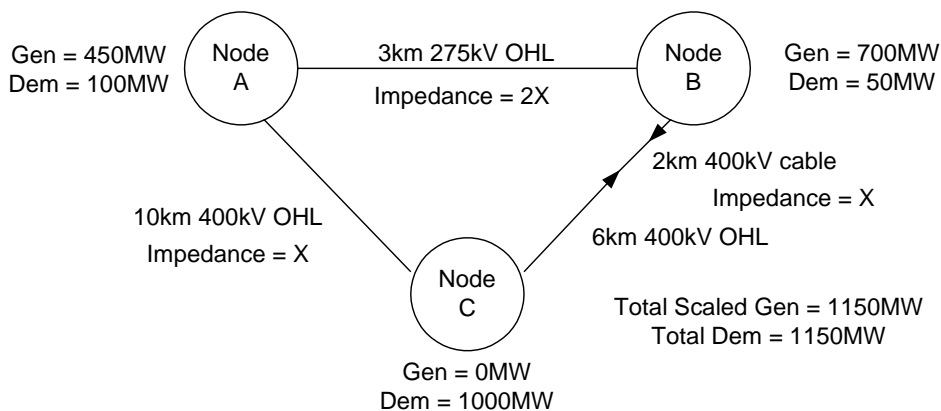 Gen = 450MW
Dem = 100MW
Node
A
3km 275kV OHL
Impedance = 2X
Node
B
Gen = 700MW
Dem = 50MW
2km 400kV cable
Impedance = X
10km 400kV OHL
Impedance = X
6km 400kV OHL
Node
C
Total Scaled Gen = 1150MW
Total Dem = 1150MW
Gen = 0MW
Dem = 1000MW